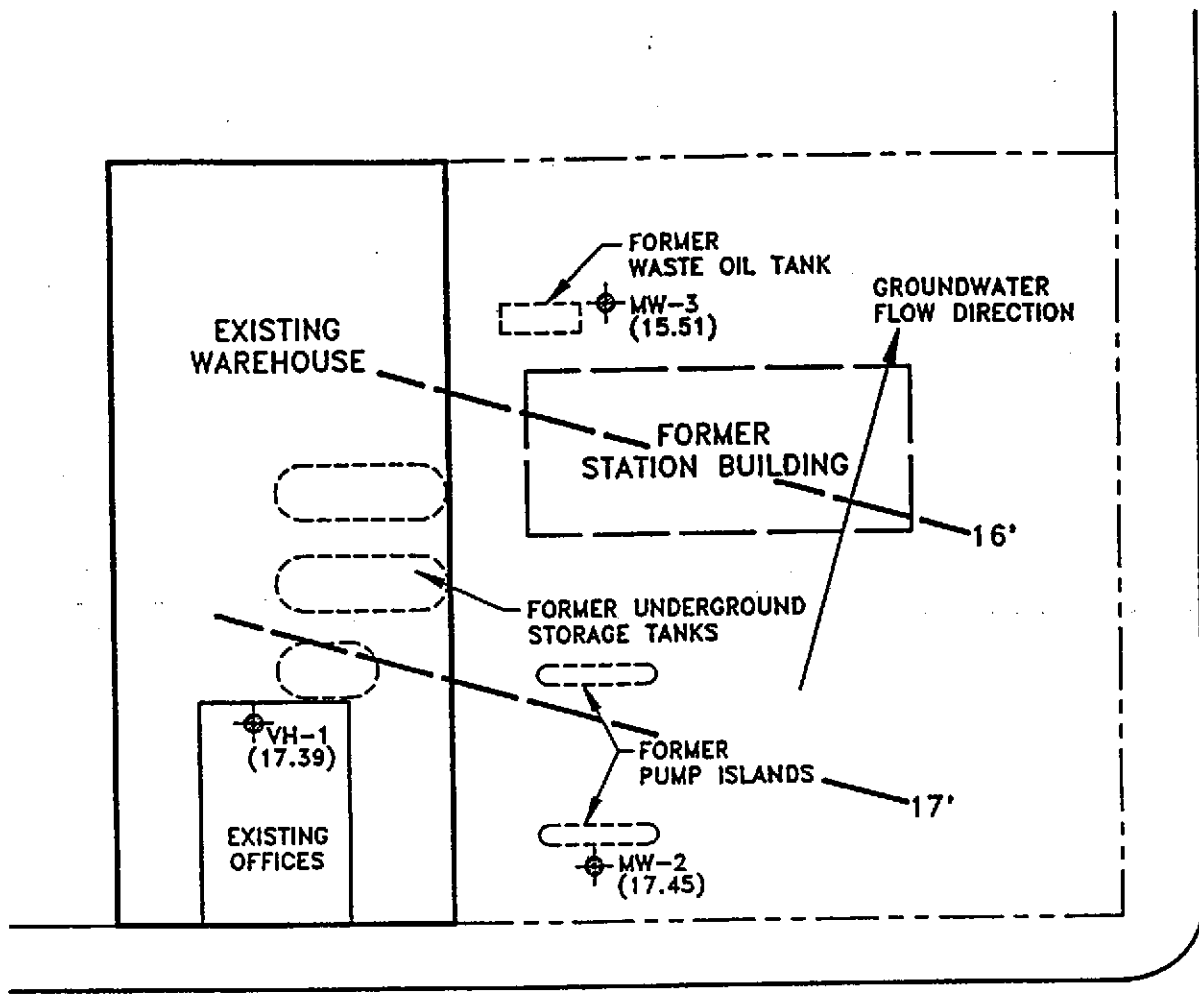 FORMER
WASTE OIL TANK
MW-3
(15.51)
GROUNDWATER
FLOW DIRECTION
EXISTING
WAREHOUSE
FORMER
STATION BUILDING
16'
FORMER UNDERGROUND
STORAGE TANKS
VH-1
(17.39)
FORMER
PUMP ISLANDS
17'
EXISTING
OFFICES
MW-2
(17.45)